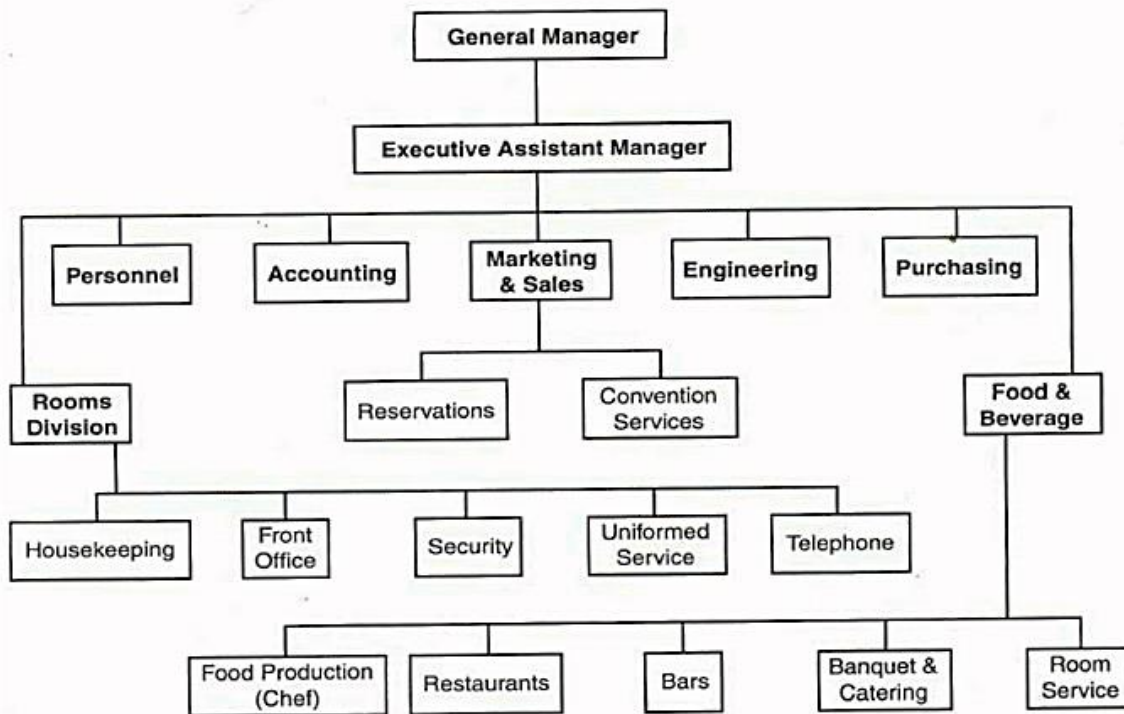 General Manager
Executive Assistant Manager
Personnel
Accounting
Marketing
& Sales
Engineering
Purchasing
Rooms
Division
Reservations
Convention
Services
Food &
Beverage
Housekeeping
Front
Office
Security
Uniformed
Service
Telephone
Food Production
(Chef)
Restaurants
Bars
Banquet &
Catering
Room
Service